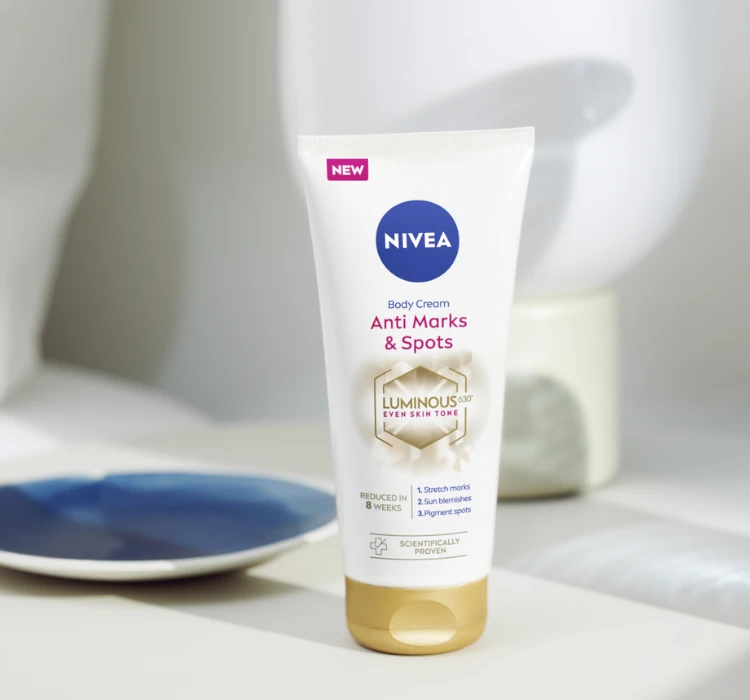 NEW
NIVEA
Body Cream
Anti Marks
& Spots
LUMINOUS630®
EVEN SKIN TONE
REDUCED IN
8 WEEKS
1. Stretch marks
2. Sun blemishes
3. Pigment spots
SCIENTIFICALLY
PROVEN